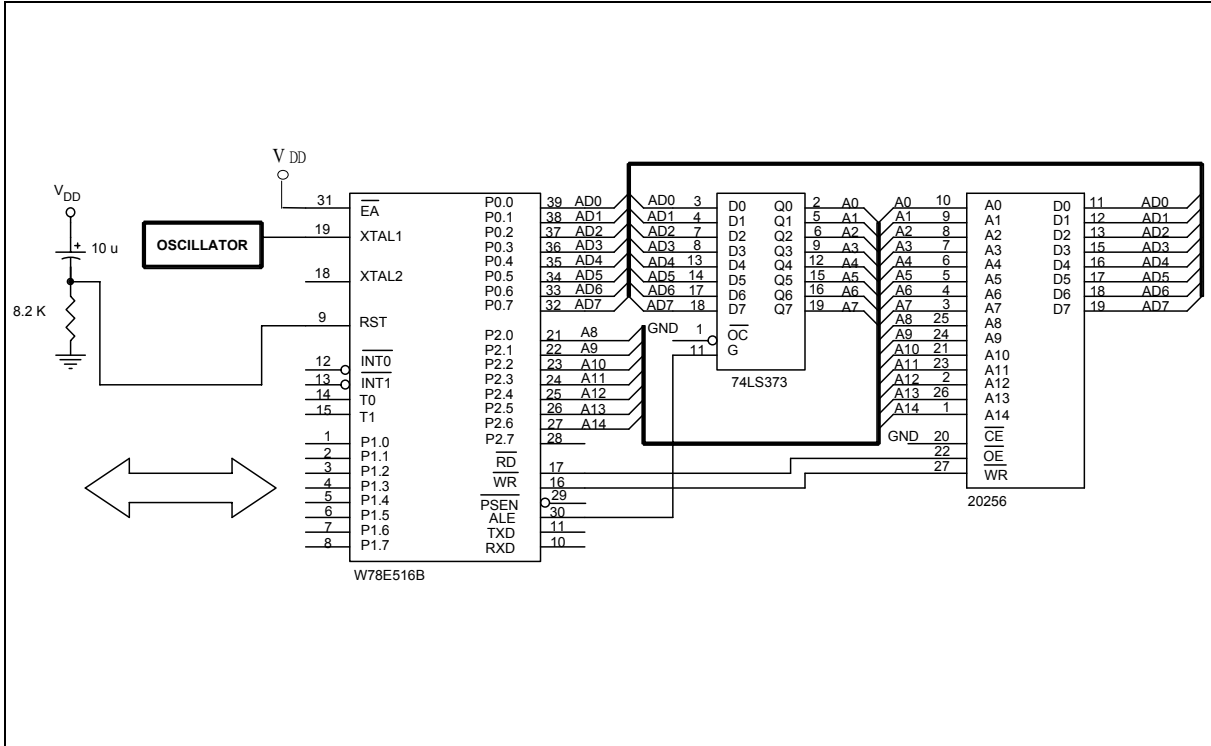 V DD
VDD
10 u
8.2 K
OSCILLATOR
31 EA
19 XTAL1
18 XTAL2
9 RST
12 INT0
13 INT1
14 T0
15 T1
1 P1.0
2 P1.1
3 P1.2
4 P1.3
5 P1.4
6 P1.5
7 P1.6
8 P1.7
P0.0 39 AD0
P0.1 38 AD1
P0.2 37 AD2
P0.3 36 AD3
P0.4 35 AD4
P0.5 34 AD5
P0.6 33 AD6
P0.7 32 AD7
P2.0 21 A8
P2.1 22 A9
P2.2 23 A10
P2.3 24 A11
P2.4 25 A12
P2.5 26 A13
P2.6 27 A14
P2.7 28
RD 17
WR 16
PSEN 29
ALE 30
TXD 11
RXD 10
W78E516B
AD0 3 D0 Q0 2 A0
AD1 4 D1 Q1 5 A1
AD2 7 D2 Q2 6 A2
AD3 8 D3 Q3 9 A3
AD4 13 D4 Q4 12 A4
AD5 14 D5 Q5 15 A5
AD6 17 D6 Q6 16 A6
AD7 18 D7 Q7 19 A7
GND 1 OC
11 G
74LS373
A0 10 A0 D0 11 AD0
A1 9 A1 D1 12 AD1
A2 8 A2 D2 13 AD2
A3 7 A3 D3 15 AD3
A4 6 A4 D4 16 AD4
A5 5 A5 D5 17 AD5
A6 4 A6 D6 18 AD6
A7 3 A7 D7 19 AD7
A8 25 A8
A9 24 A9
A10 21 A10
A11 23 A11
A12 2 A12
A13 26 A13
A14 1 A14
GND 20 CE
22 OE
27 WR
20256